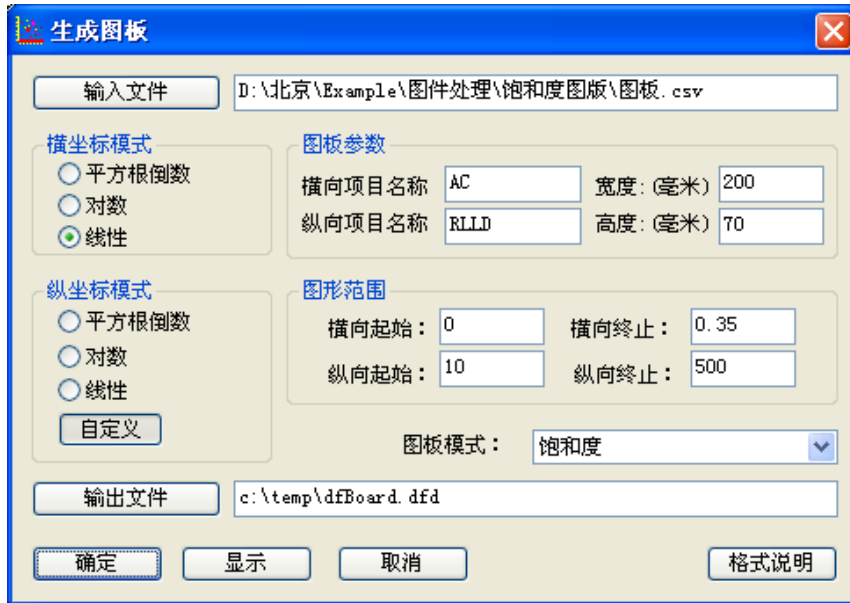 生成图板
输入文件 D:\北京\Example\图件处理\饱和度图版\图板.csv
横坐标模式
平方根倒数
对数
线性
图板参数
横向项目名称 AC 宽度:(毫米) 200
纵向项目名称 RLLD 高度:(毫米) 70
纵坐标模式
平方根倒数
对数
线性
自定义
图形范围
横向起始： 0 横向终止： 0.35
纵向起始： 10 纵向终止： 500
图板模式： 饱和度
输出文件 c:\temp\dfBoard.dfd
确定 显示 取消 格式说明